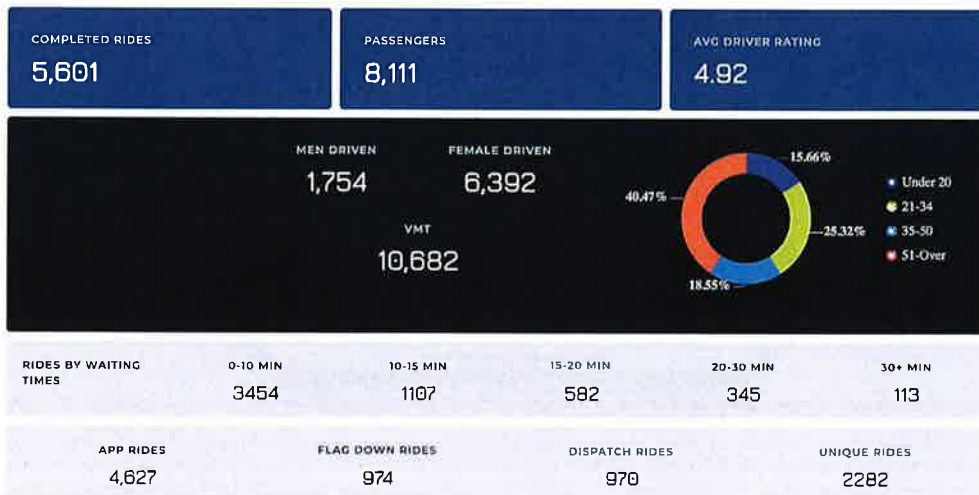 COMPLETED RIDES
5,601
PASSENGERS
8,111
AVG DRIVER RATING
4.92
MEN DRIVEN
1,754
FEMALE DRIVEN
6,392
VMT
10,682
15.66%
40.47%
25.32%
18.55%
Under 20
21-34
35-50
51-Over
RIDES BY WAITING
TIMES
0-10 MIN
3454
10-15 MIN
1107
15-20 MIN
582
20-30 MIN
345
30+ MIN
113
APP RIDES
4,627
FLAG DOWN RIDES
974
DISPATCH RIDES
970
UNIQUE RIDES
2282